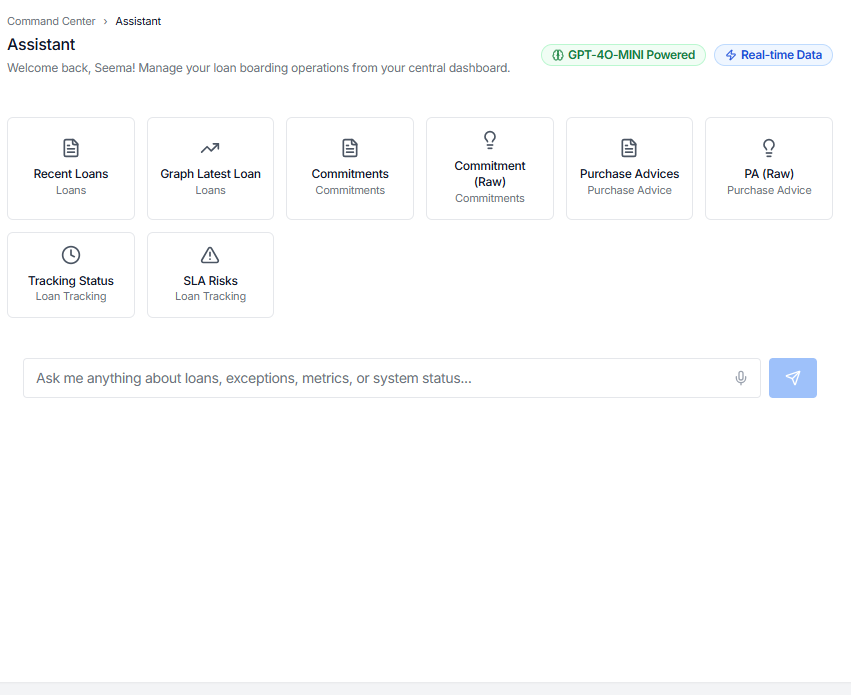 Command Center › Assistant
Assistant
Welcome back, Seema! Manage your loan boarding operations from your central dashboard.
GPT-4O-MINI Powered
Real-time Data
Recent Loans
Loans
Graph Latest Loan
Loans
Commitments
Commitments
Commitment
(Raw)
Commitments
Purchase Advices
Purchase Advice
PA (Raw)
Purchase Advice
Tracking Status
Loan Tracking
SLA Risks
Loan Tracking
Ask me anything about loans, exceptions, metrics, or system status...